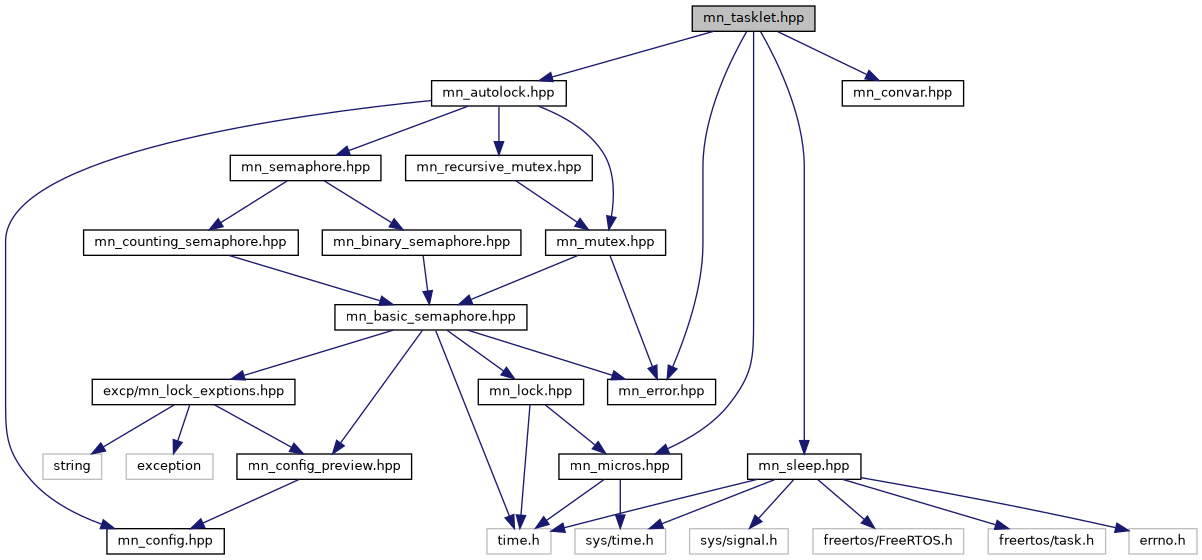 mn_tasklet.hpp
mn_autolock.hpp
mn_convar.hpp
mn_semaphore.hpp
mn_recursive_mutex.hpp
mn_counting_semaphore.hpp
mn_binary_semaphore.hpp
mn_mutex.hpp
mn_basic_semaphore.hpp
excp/mn_lock_exptions.hpp
mn_lock.hpp
mn_error.hpp
string
exception
mn_config_preview.hpp
mn_micros.hpp
mn_sleep.hpp
mn_config.hpp
time.h
sys/time.h
sys/signal.h
freertos/FreeRTOS.h
freertos/task.h
errno.h